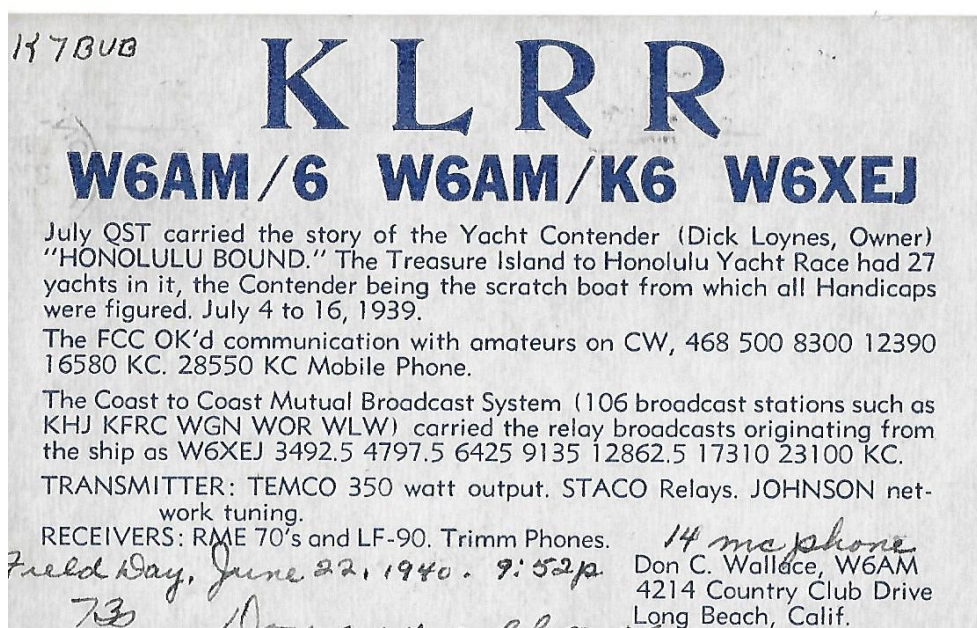 K7BUB
KLRR
W6AM/6 W6AM/K6 W6XEJ
July QST carried the story of the Yacht Contender (Dick Loynes, Owner)
"HONOLULU BOUND." The Treasure Island to Honolulu Yacht Race had 27
yachts in it, the Contender being the scratch boat from which all Handicaps
were figured. July 4 to 16, 1939.
The FCC OK'd communication with amateurs on CW, 468 500 8300 12390
16580 KC. 28550 KC Mobile Phone.
The Coast to Coast Mutual Broadcast System (106 broadcast stations such as
KHJ KFRC WGN WOR WLW) carried the relay broadcasts originating from
the ship as W6XEJ 3492.5 4797.5 6425 9135 12862.5 17310 23100 KC.
TRANSMITTER: TEMCO 350 watt output. STACO Relays. JOHNSON net-
work tuning.
RECEIVERS: RME 70's and LF-90. Trimm Phones.
14 mc phone
Field Day, June 22, 1940. 9:52p
Don C. Wallace, W6AM
4214 Country Club Drive
Long Beach, Calif.
73